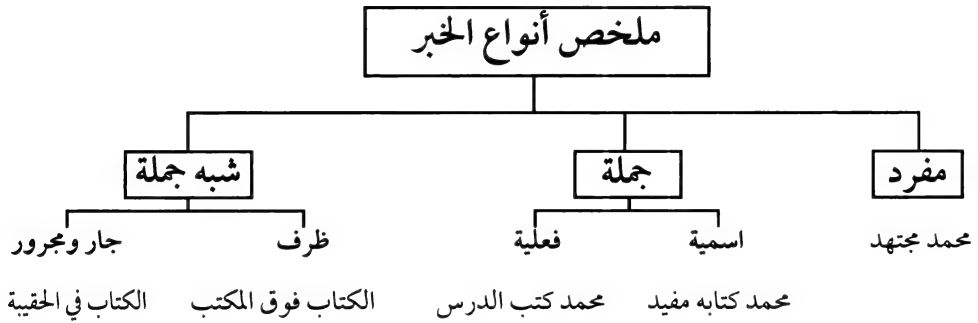 ملخص أنواع الخبر
مفرد
جملة
شبه جملة
محمد مجتهد
اسمية
فعلية
ظرف
جار ومجرور
محمد كتابه مفيد
محمد كتب الدرس
الكتاب فوق المكتب
الكتاب في الحقيبة